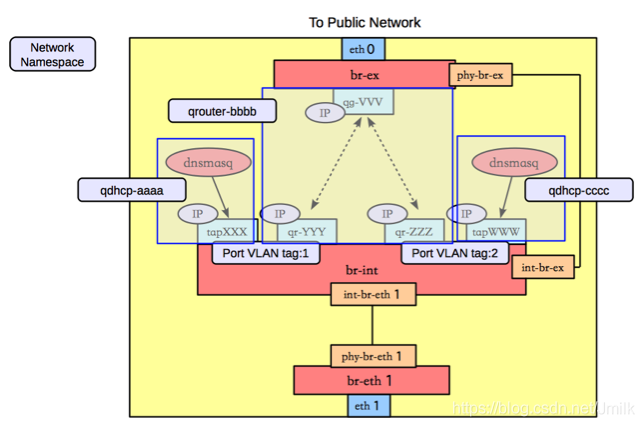 To Public Network
Network
Namespace
eth 0
br-ex
phy-br-ex
qrouter-bbbb
qg-VVV
IP
dnsmasq
dnsmasq
qdhcp-aaaa
qdhcp-cccc
IP
IP
IP
IP
tapXXX
qr-YYY
qr-ZZZ
tapWWW
Port VLAN tag:1
Port VLAN tag:2
br-int
int-br-ex
int-br-eth 1
phy-br-eth 1
br-eth 1
eth 1
https://blog.csdn.net/Jmilk